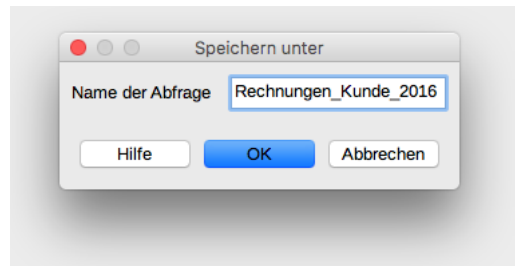 Speichern unter
Name der Abfrage Rechnungen_Kunde_2016
Hilfe OK Abbrechen